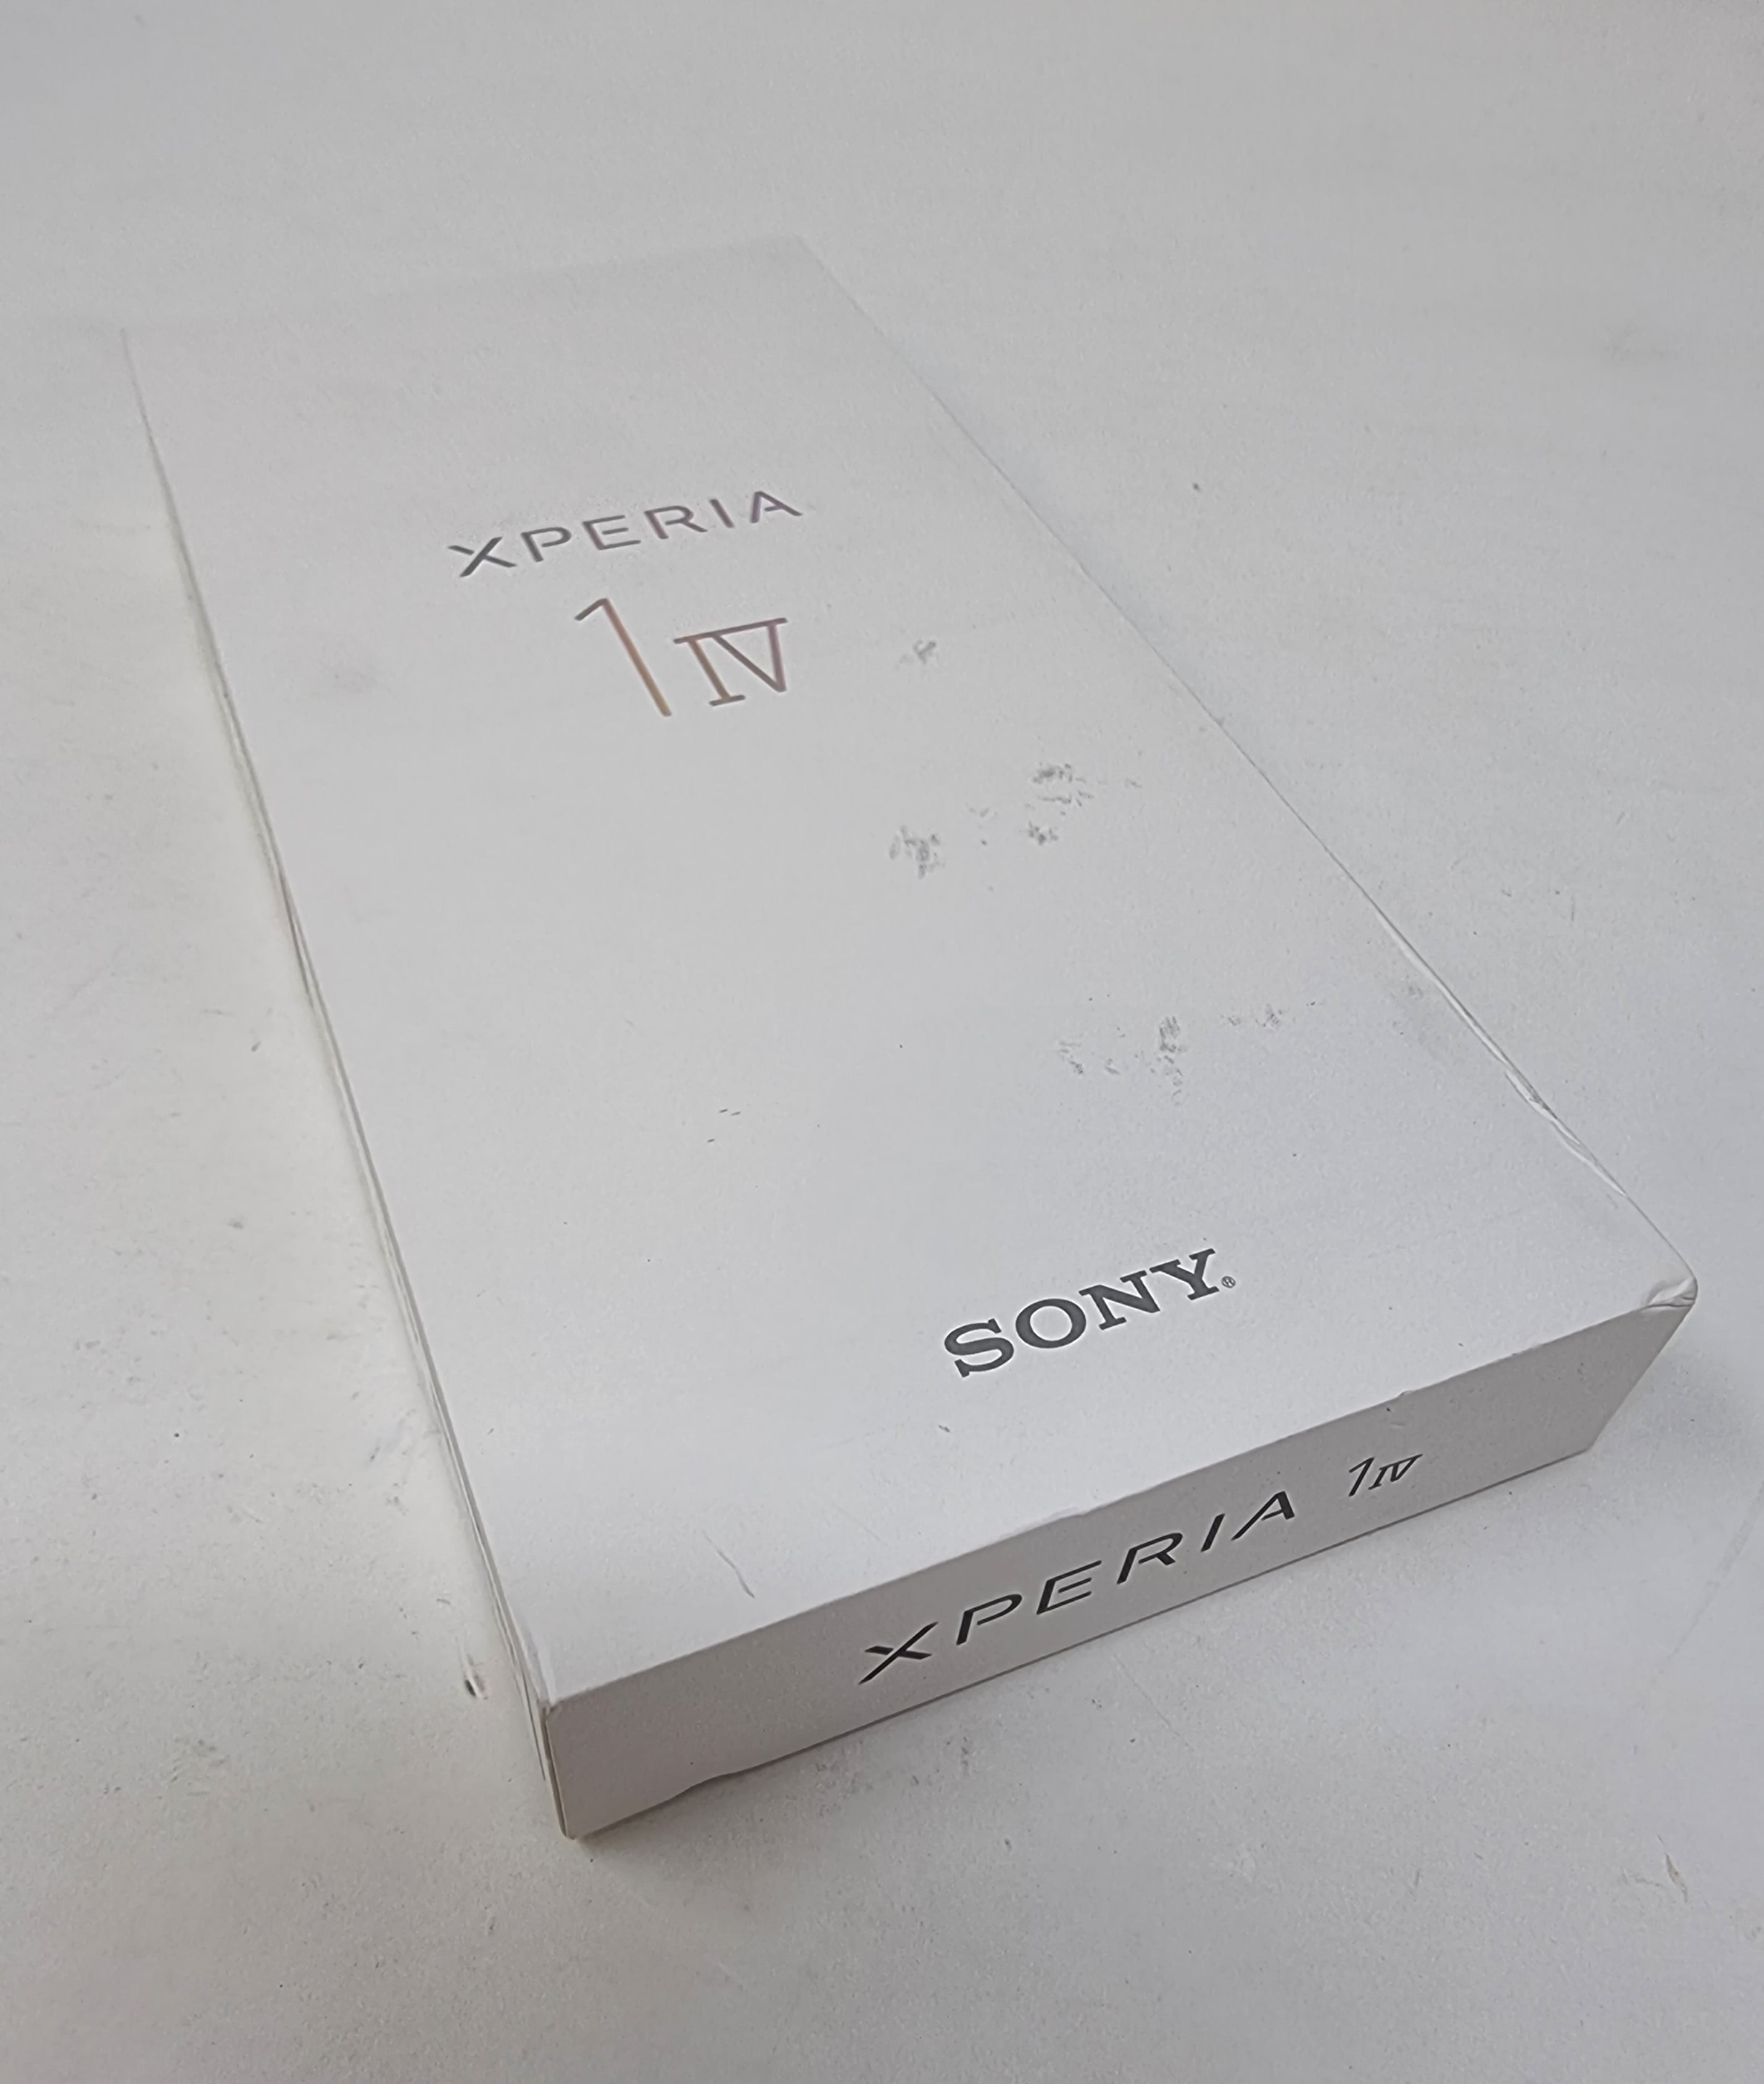 XPERIA
1 IV
SONY®
XPERIA 1 IV